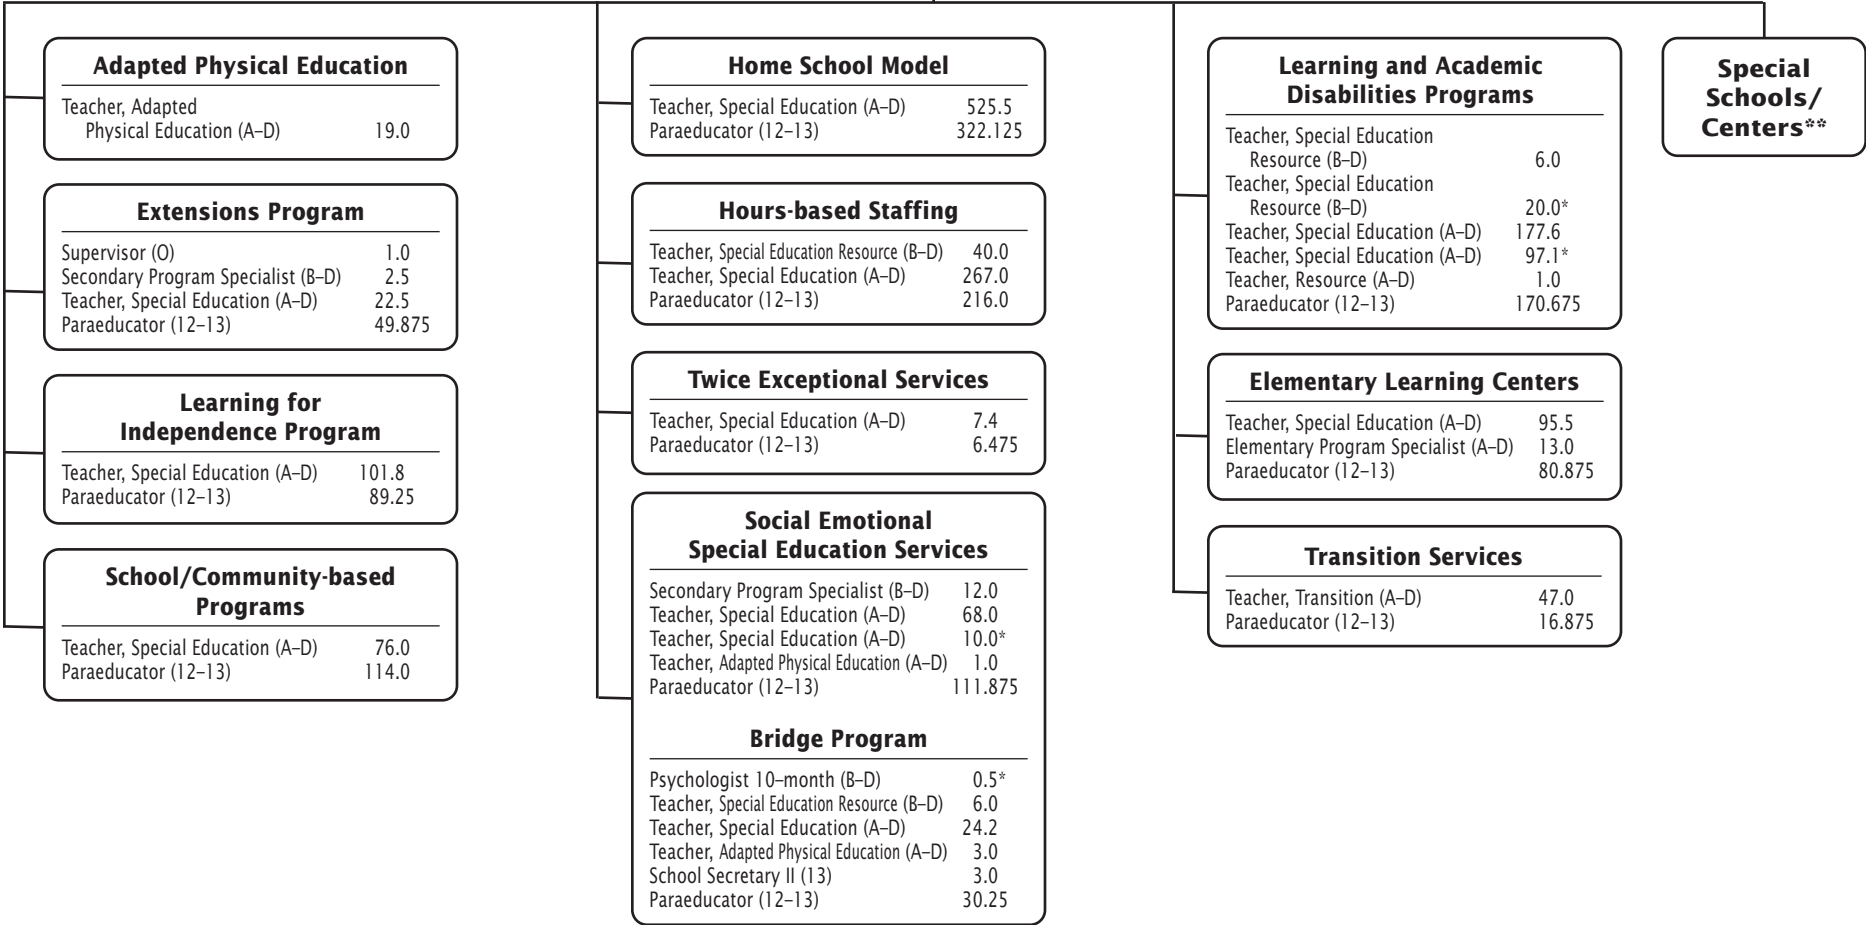 Adapted Physical Education
Teacher, Adapted
Physical Education (A–D) 19.0
Extensions Program
Supervisor (O) 1.0
Secondary Program Specialist (B–D) 2.5
Teacher, Special Education (A–D) 22.5
Paraeducator (12–13) 49.875
Learning for
Independence Program
Teacher, Special Education (A–D) 101.8
Paraeducator (12–13) 89.25
School/Community-based
Programs
Teacher, Special Education (A–D) 76.0
Paraeducator (12–13) 114.0
Home School Model
Teacher, Special Education (A–D) 525.5
Paraeducator (12–13) 322.125
Hours-based Staffing
Teacher, Special Education Resource (B–D) 40.0
Teacher, Special Education (A–D) 267.0
Paraeducator (12–13) 216.0
Twice Exceptional Services
Teacher, Special Education (A–D) 7.4
Paraeducator (12–13) 6.475
Social Emotional
Special Education Services
Secondary Program Specialist (B–D) 12.0
Teacher, Special Education (A–D) 68.0
Teacher, Special Education (A–D) 10.0*
Teacher, Adapted Physical Education (A–D) 1.0
Paraeducator (12–13) 111.875
Bridge Program
Psychologist 10–month (B–D) 0.5*
Teacher, Special Education Resource (B–D) 6.0
Teacher, Special Education (A–D) 24.2
Teacher, Adapted Physical Education (A–D) 3.0
School Secretary II (13) 3.0
Paraeducator (12–13) 30.25
Learning and Academic
Disabilities Programs
Teacher, Special Education
Resource (B–D) 6.0
Teacher, Special Education
Resource (B–D) 20.0*
Teacher, Special Education (A–D) 177.6
Teacher, Special Education (A–D) 97.1*
Teacher, Resource (A–D) 1.0
Paraeducator (12–13) 170.675
Elementary Learning Centers
Teacher, Special Education (A–D) 95.5
Elementary Program Specialist (A–D) 13.0
Paraeducator (12–13) 80.875
Transition Services
Teacher, Transition (A–D) 47.0
Paraeducator (12–13) 16.875
Special
Schools/
Centers**